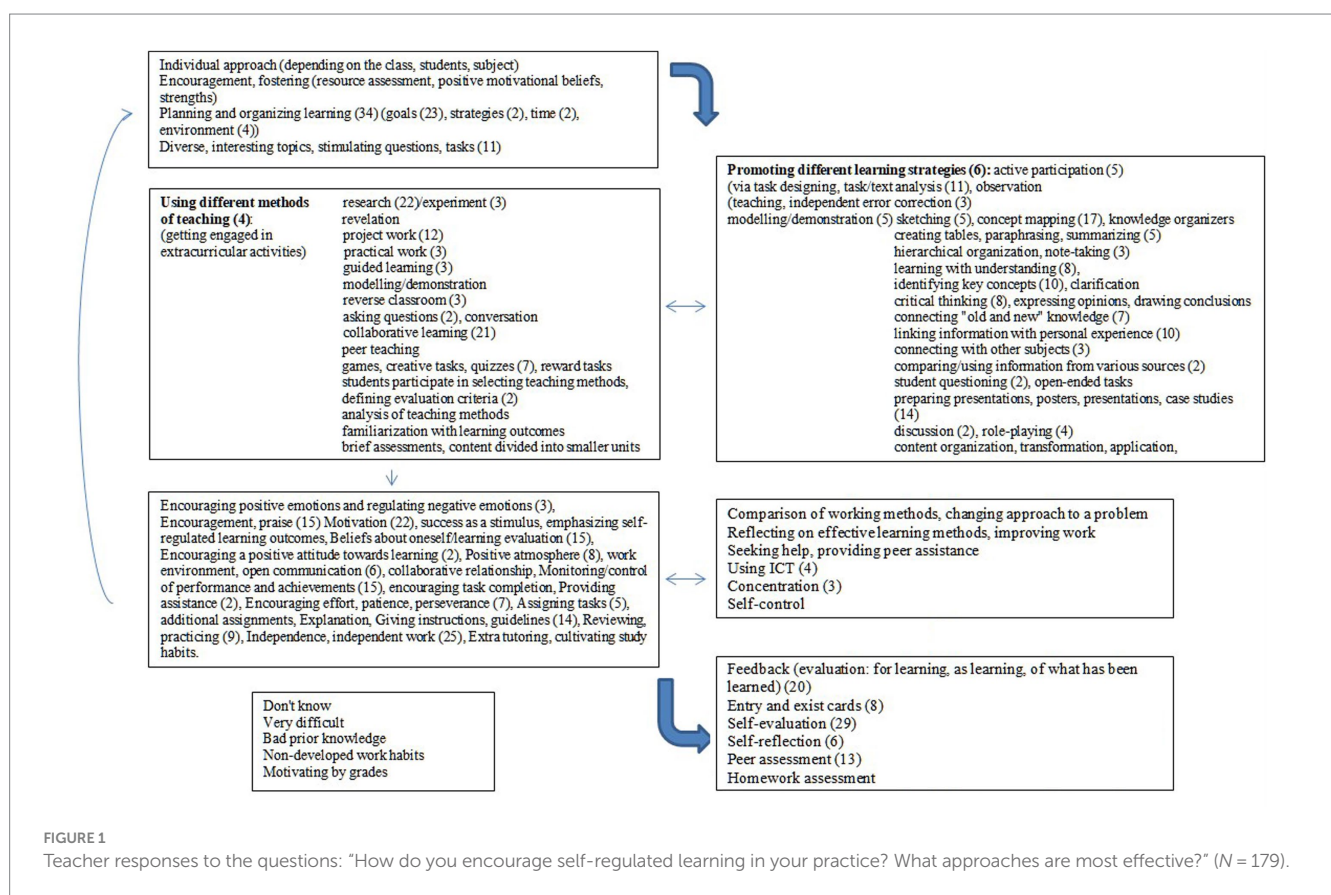 Individual approach (depending on the class, students, subject)
Encouragement, fostering (resource assessment, positive motivational beliefs,
strengths)
Planning and organizing learning (34) (goals (23), strategies (2), time (2),
environment (4))
Diverse, interesting topics, stimulating questions, tasks (11)
Using different methods
of teaching (4):
(getting engaged in
extracurricular activities)
research (22)/experiment (3)
revelation
project work (12)
practical work (3)
guided learning (3)
modelling/demonstration
reverse classroom (3)
asking questions (2), conversation
collaborative learning (21)
peer teaching
games, creative tasks, quizzes (7), reward tasks
students participate in selecting teaching methods,
defining evaluation criteria (2)
analysis of teaching methods
familiarization with learning outcomes
brief assessments, content divided into smaller units
Promoting different learning strategies (6): active participation (5)
(via task designing, task/text analysis (11), observation
(teaching, independent error correction (3)
modelling/demonstration (5) sketching (5), concept mapping (17), knowledge organizers
creating tables, paraphrasing, summarizing (5)
hierarchical organization, note-taking (3)
learning with understanding (8),
identifying key concepts (10), clarification
critical thinking (8), expressing opinions, drawing conclusions
connecting "old and new" knowledge (7)
linking information with personal experience (10)
connecting with other subjects (3)
comparing/using information from various sources (2)
student questioning (2), open-ended tasks
preparing presentations, posters, presentations, case studies
(14)
discussion (2), role-playing (4)
content organization, transformation, application,
Encouraging positive emotions and regulating negative emotions (3),
Encouragement, praise (15) Motivation (22), success as a stimulus, emphasizing self-
regulated learning outcomes, Beliefs about oneself/learning evaluation (15),
Encouraging a positive attitude towards learning (2), Positive atmosphere (8), work
environment, open communication (6), collaborative relationship, Monitoring/control
of performance and achievements (15), encouraging task completion, Providing
assistance (2), Encouraging effort, patience, perseverance (7), Assigning tasks (5),
additional assignments, Explanation, Giving instructions, guidelines (14), Reviewing,
practicing (9), Independence, independent work (25), Extra tutoring, cultivating study
habits.
Comparison of working methods, changing approach to a problem
Reflecting on effective learning methods, improving work
Seeking help, providing peer assistance
Using ICT (4)
Concentration (3)
Self-control
Don't know
Very difficult
Bad prior knowledge
Non-developed work habits
Motivating by grades
Feedback (evaluation: for learning, as learning, of what has been
learned) (20)
Entry and exist cards (8)
Self-evaluation (29)
Self-reflection (6)
Peer assessment (13)
Homework assessment
FIGURE 1
Teacher responses to the questions: "How do you encourage self-regulated learning in your practice? What approaches are most effective?" (N = 179).